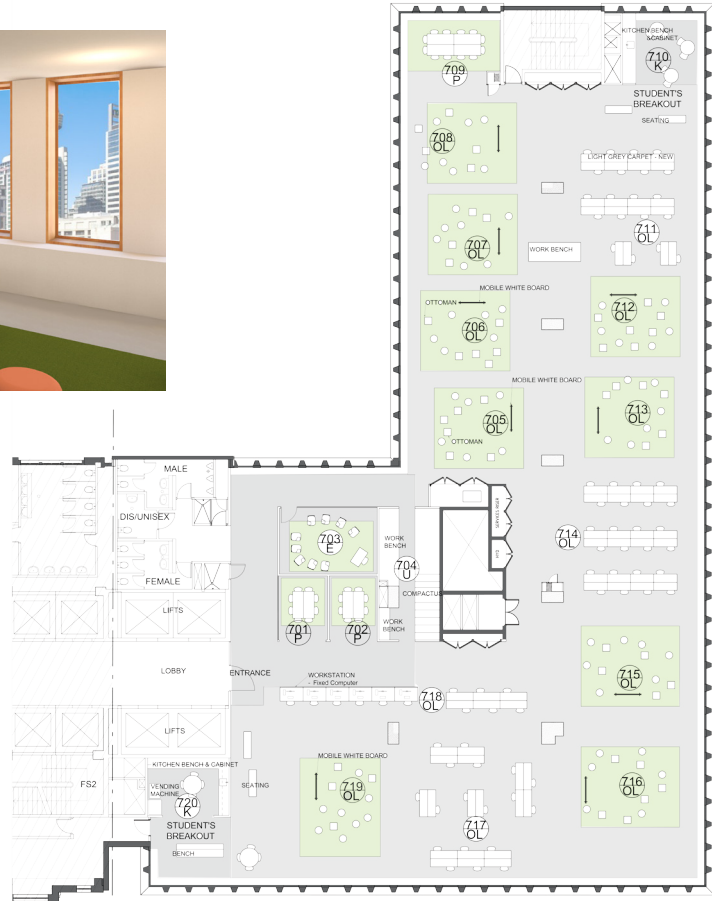 KITCHEN BENCH
&CABINET
710
K
709
P
STUDENT'S
BREAKOUT
SEATING
708
OL
LIGHT GREY CARPET - NEW
711
OL
707
OL
WORK BENCH
MOBILE WHITE BOARD
OTTOMAN
706
OL
712
OL
MOBILE WHITE BOARD
705
OL
713
OL
OTTOMAN
MALE
DIS/UNISEX
FEMALE
703
E
WORK
BENCH
704
U
COMPACTUS
714
OL
701
P
702
P
WORK
BENCH
LIFTS
LOBBY
ENTRANCE
WORKSTATION
- Fixed Computer
718
OL
715
OL
LIFTS
KITCHEN BENCH & CABINET
MOBILE WHITE BOARD
FS2
VENDING
MACHINE
SEATING
720
K
719
OL
716
OL
STUDENT'S
BREAKOUT
717
OL
BENCH